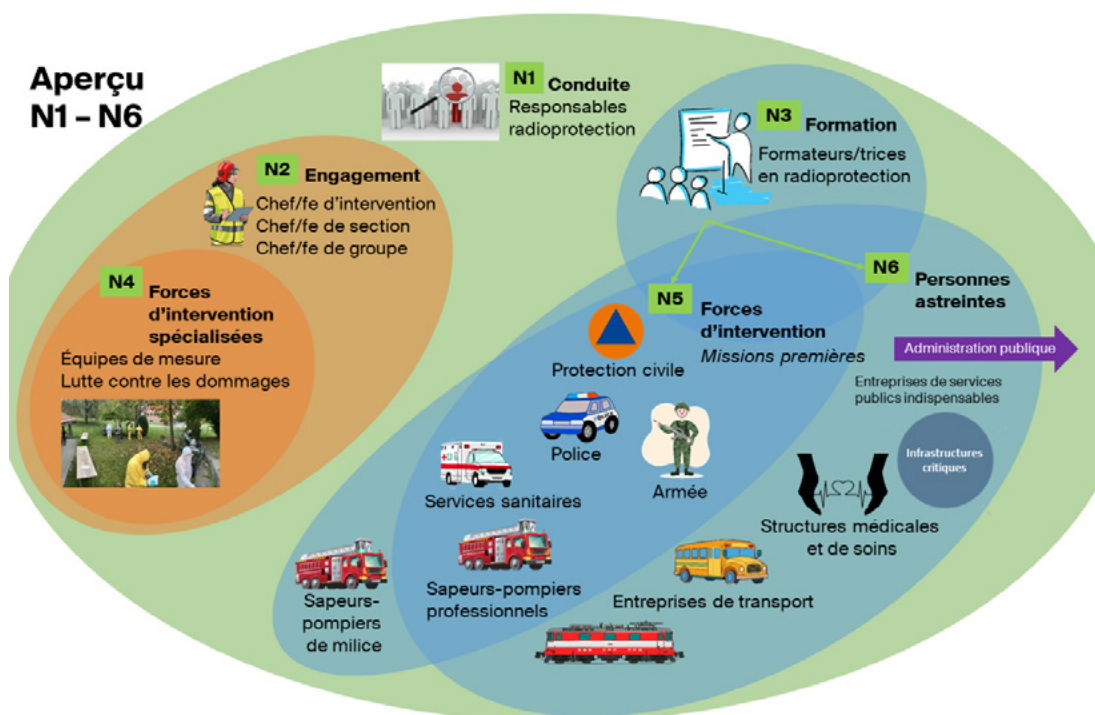 Aperçu
N1 – N6
N1 Conduite
Responsables
radioprotection
N2 Engagement
Chef/fe d'intervention
Chef/fe de section
Chef/fe de groupe
N3 Formation
Formateurs/trices
en radioprotection
N4 Forces
d'intervention
spécialisées
Équipes de mesure
Lutte contre les dommages
N5 Forces
d'intervention
Missions premières
N6 Personnes
astreintes
Administration publique
Entreprises de services
publics indispensables
Infrastructures
critiques
Protection civile
POLICE
Police
Armée
Services sanitaires
Structures médicales
et de soins
Sapeurs-
pompiers
de milice
Sapeurs-pompiers
professionnels
Entreprises de transport